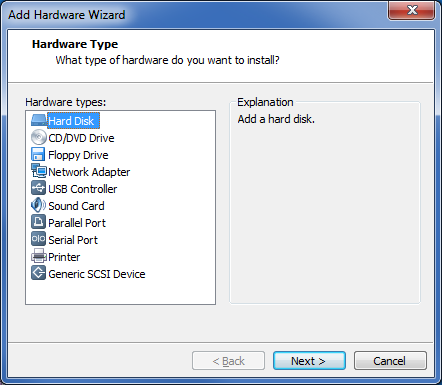 Add Hardware Wizard
Hardware Type
What type of hardware do you want to install?
Hardware types:
Hard Disk
CD/DVD Drive
Floppy Drive
Network Adapter
USB Controller
Sound Card
Parallel Port
Serial Port
Printer
Generic SCSI Device
Explanation
Add a hard disk.
< Back
Next >
Cancel